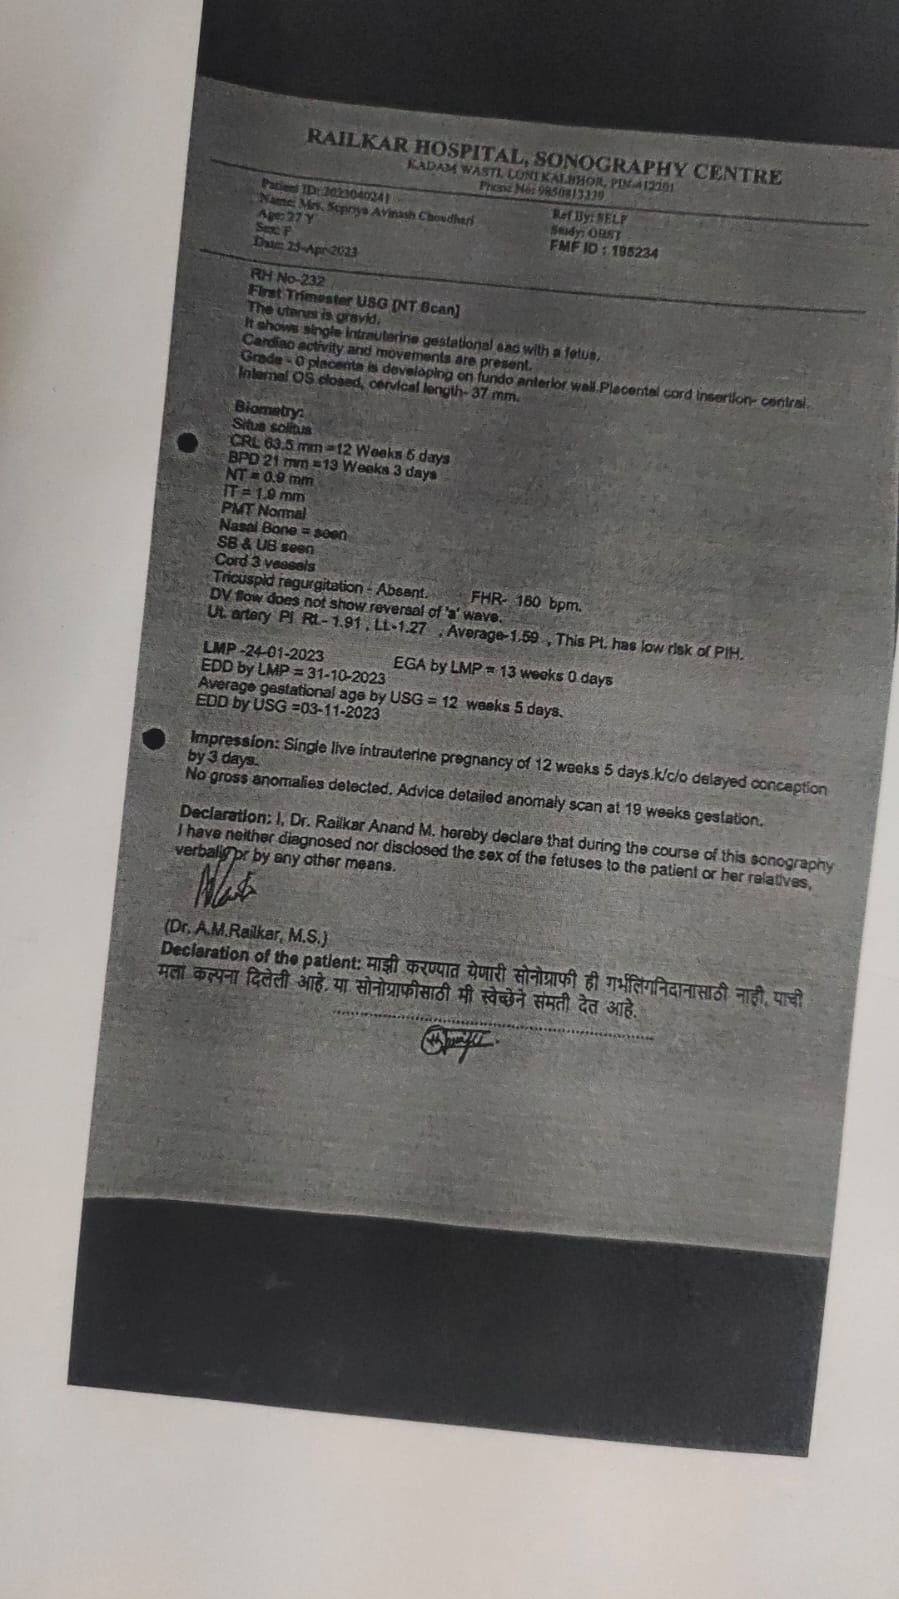 RAILKAR HOSPITAL, SONOGRAPHY CENTRE
KADAM WASTI, LONI KALBHOR, PIN-412201
Phone No: 9850813339
Patient ID: 2023040241
Name: Mrs. Supriya Avinash Choudhari
Age: 27 Y
Sex: F
Date: 25-Apr-2023
Ref By: SELF
Study: OBST
FMF ID : 195234
RH No-232
First Trimester USG [NT Scan]
The uterus is gravid.
It shows single intrauterine gestational sac with a fetus.
Cardiac activity and movements are present.
Grade - 0 placenta is developing on fundo anterior wall.Placental cord insertion- central.
Internal OS closed, cervical length- 37 mm.
Biometry:
Situs solitus
CRL 63.5 mm =12 Weeks 5 days
BPD 21 mm =13 Weeks 3 days
NT = 0.9 mm
IT = 1.9 mm
PMT Normal
Nasal Bone = seen
SB & UB seen
Cord 3 vessels
Tricuspid regurgitation - Absent. FHR- 160 bpm.
DV flow does not show reversal of 'a' wave.
Ut. artery PI Rt.- 1.91 , Lt.-1.27 , Average-1.59 , This Pt. has low risk of PIH.
LMP -24-01-2023 EGA by LMP = 13 weeks 0 days
EDD by LMP = 31-10-2023
Average gestational age by USG = 12 weeks 5 days.
EDD by USG =03-11-2023
Impression: Single live intrauterine pregnancy of 12 weeks 5 days.k/c/o delayed conception
by 3 days.
No gross anomalies detected. Advice detailed anomaly scan at 19 weeks gestation.
Declaration: I, Dr. Railkar Anand M. hereby declare that during the course of this sonography
I have neither diagnosed nor disclosed the sex of the fetuses to the patient or her relatives,
verbally or by any other means.
(Dr. A.M.Railkar, M.S.)
Declaration of the patient: माझी करण्यात येणारी सोनोग्राफी ही गर्भलिंगनिदानासाठी नाही, याची
मला कल्पना दिलेली आहे. या सोनोग्राफीसाठी मी स्वेच्छेने संमती देत आहे.